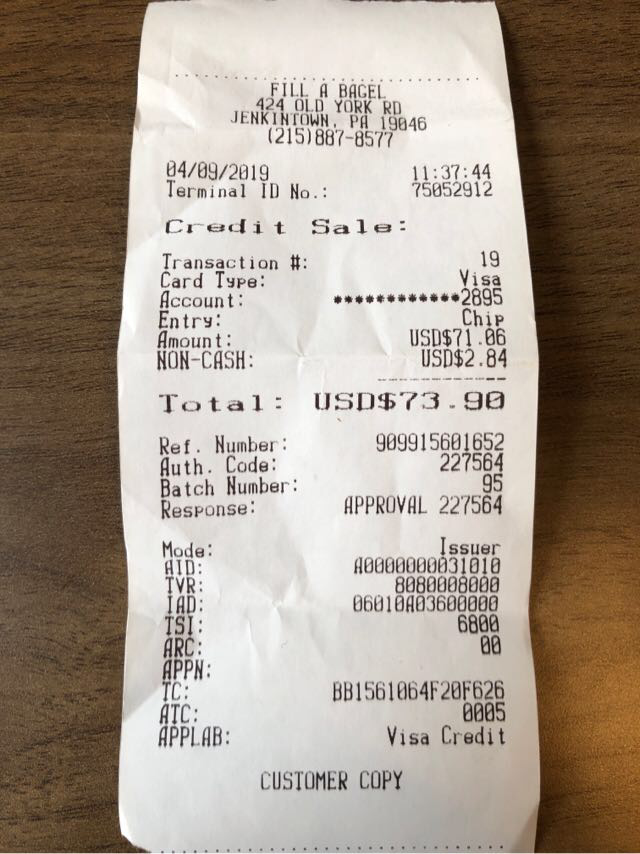 FILL A BAGEL
424 OLD YORK RD
JENKINTOWN, PA 19046
(215)887-8577
04/09/2019 11:37:44
Terminal ID No.: 75052912
Credit Sale:
Transaction #: 19
Card Type: Visa
Account: ************2895
Entry: Chip
Amount: USD$71.06
NON-CASH: USD$2.84
Total: USD$73.90
Ref. Number: 909915601652
Auth. Code: 227564
Batch Number: 95
Response: APPROVAL 227564
Mode: Issuer
AID: A0000000031010
TVR: 8080008000
IAD: 06010A03600000
TSI: 6800
ARC: 00
APPN:
TC: BB1561064F20F626
ATC: 0005
APPLAB: Visa Credit
CUSTOMER COPY